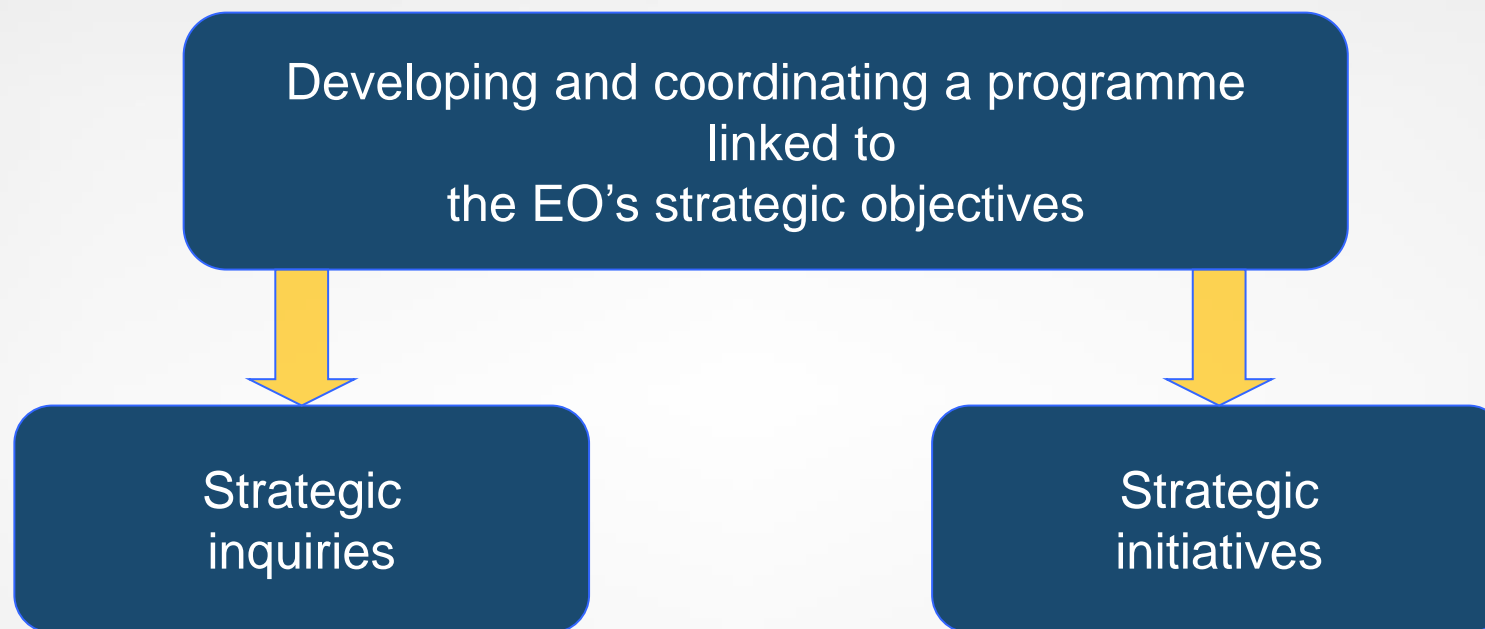 Developing and coordinating a programme
linked to
the EO’s strategic objectives
Strategic
inquiries
Strategic
initiatives